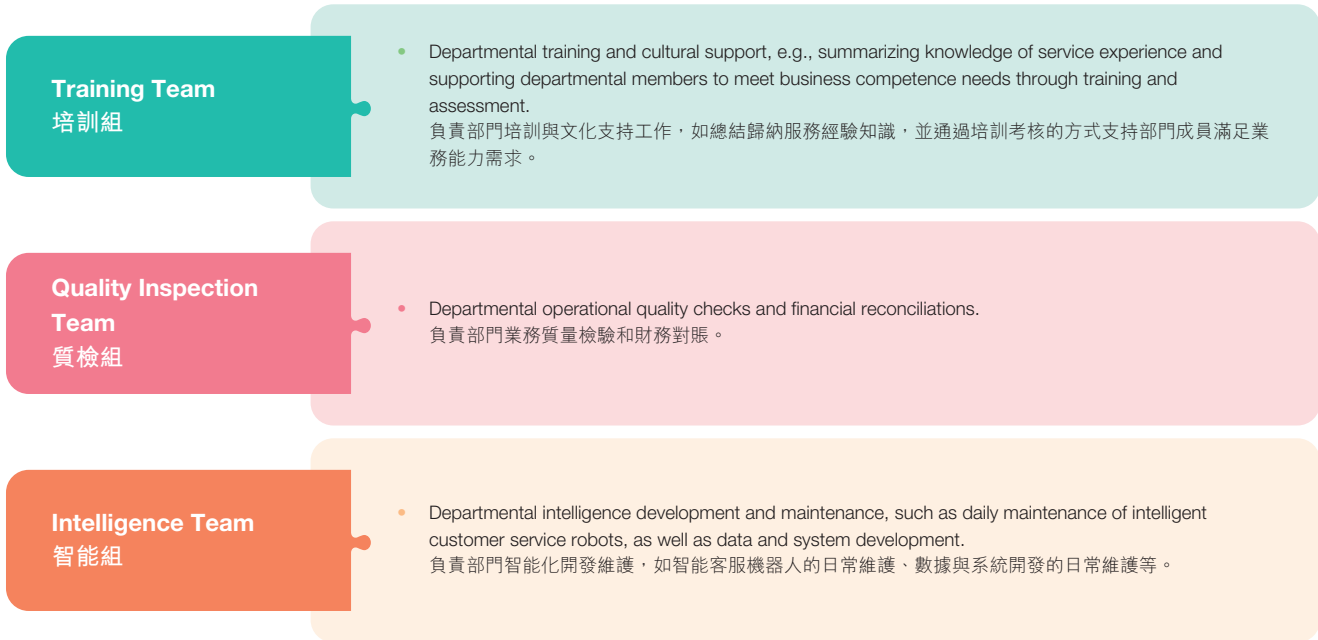 Training Team
培訓組
• Departmental training and cultural support, e.g., summarizing knowledge of service experience and
supporting departmental members to meet business competence needs through training and
assessment.
負責部門培訓與文化支持工作，如總結歸納服務經驗知識，並通過培訓考核的方式支持部門成員滿足業
務能力需求。
Quality Inspection
Team
質檢組
• Departmental operational quality checks and financial reconciliations.
負責部門業務質量檢驗和財務對賬。
Intelligence Team
智能組
• Departmental intelligence development and maintenance, such as daily maintenance of intelligent
customer service robots, as well as data and system development.
負責部門智能化開發維護，如智能客服機器人的日常維護、數據與系統開發的日常維護等。